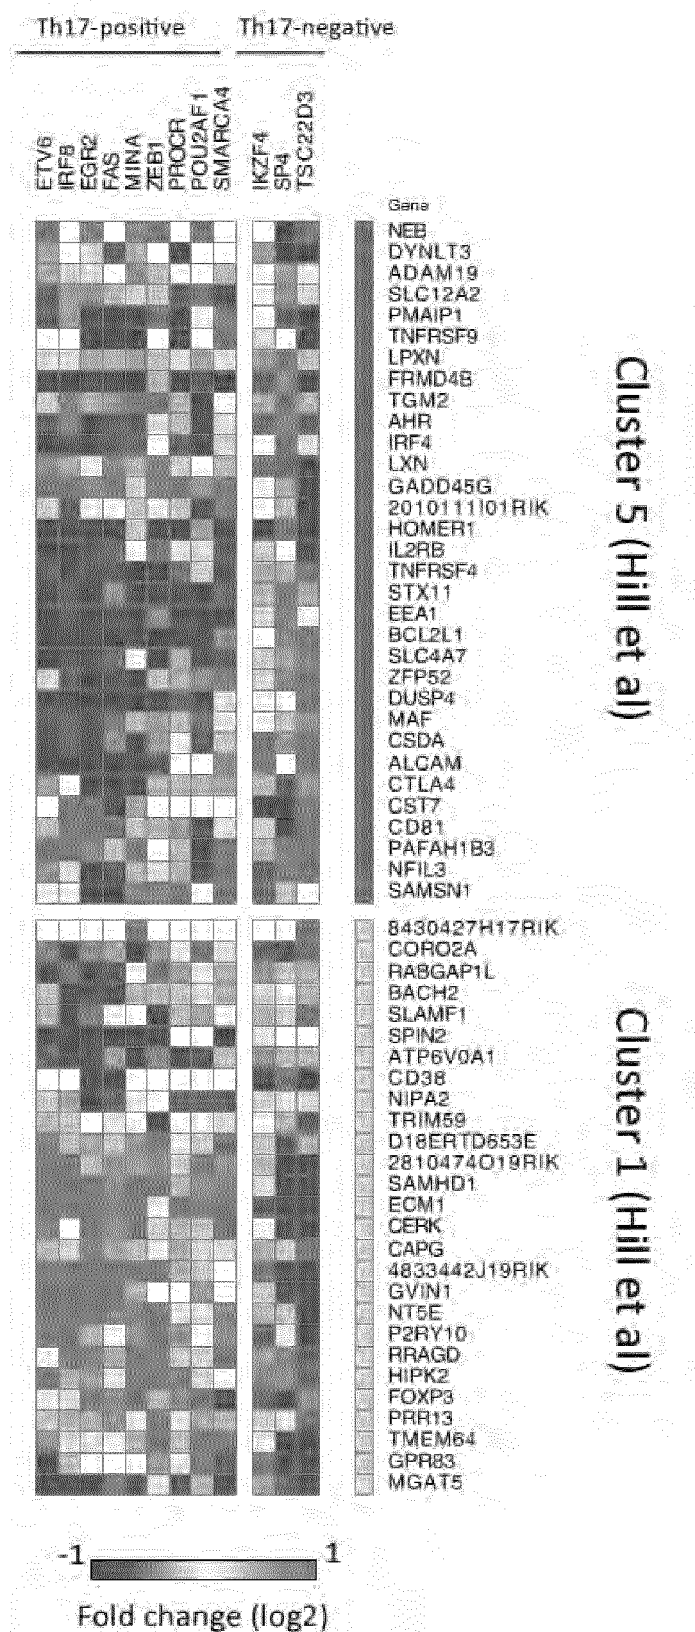 Th17-positive Th17-negative
ETV6
IRF8
EGR2
FAS
MINA
ZEB1
PROCR
POU2AF1
SMARCA4
IKZF4
SP4
TSC22D3
Gene
NEB
DYNLT3
ADAM19
SLC12A2
PMAIP1
TNFRSF9
LPXN
FRMD4B
TGM2
AHR
IRF4
LXN
GADD45G
2010111I01RIK
HOMER1
IL2RB
TNFRSF4
STX11
EEA1
BCL2L1
SLC4A7
ZFP52
DUSP4
MAF
CSDA
ALCAM
CTLA4
CST7
CD81
PAFAH1B3
NFIL3
SAMSN1
Cluster 5 (Hill et al)
8430427H17RIK
CORO2A
RABGAP1L
BACH2
SLAMF1
SPIN2
ATP6V0A1
CD38
NIPA2
TRIM59
D18ERTD653E
2810474O19RIK
SAMHD1
ECM1
CERK
CAPG
4833442J19RIK
GVIN1
NT5E
P2RY10
RRAGD
HIPK2
FOXP3
PRR13
TMEM64
GPR83
MGAT5
Cluster 1 (Hill et al)
-1 1
Fold change (log2)